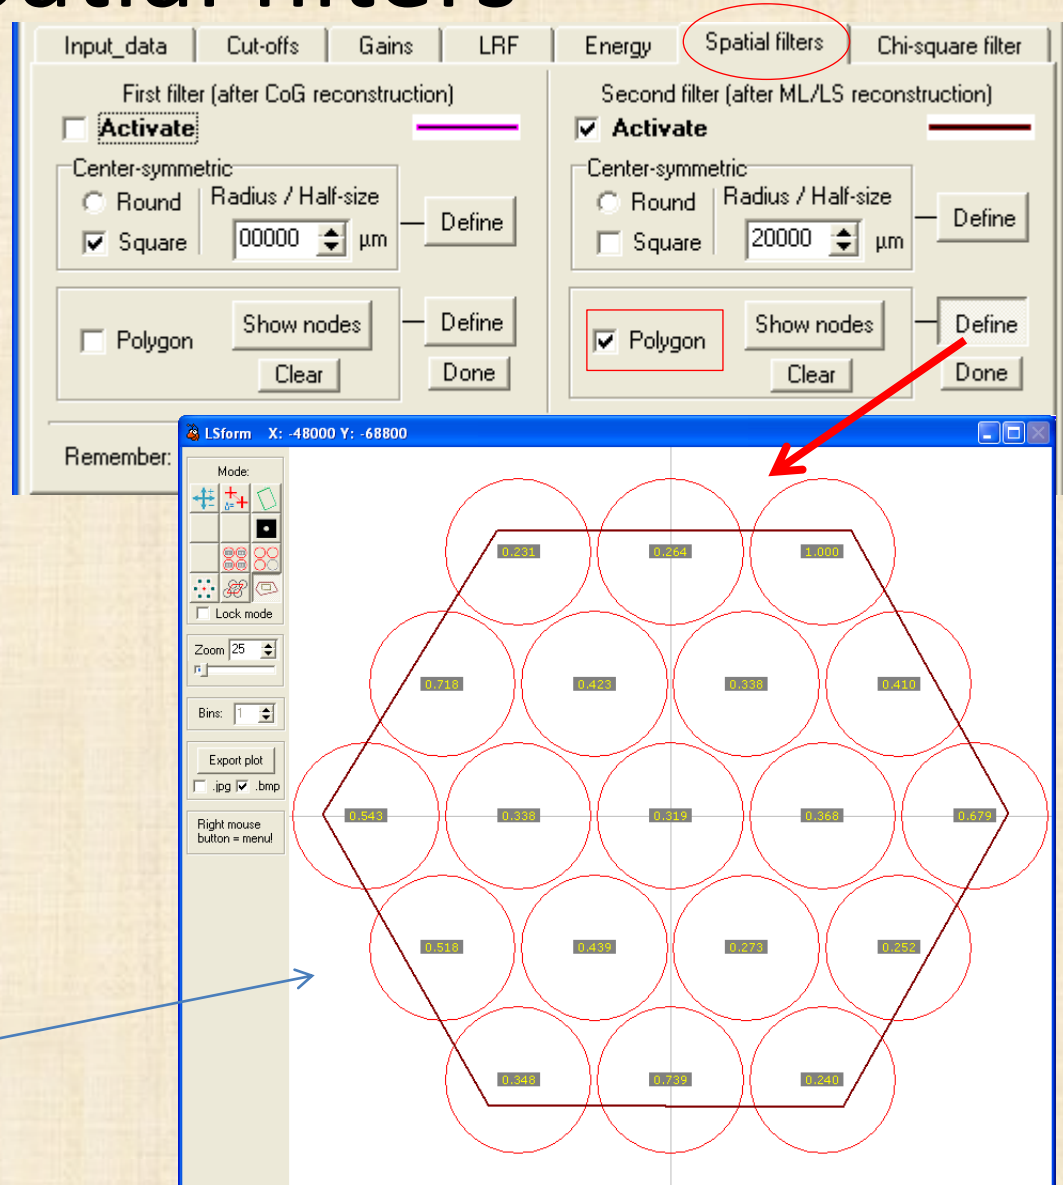 Spatial filters
Input_data Cut-offs Gains LRF Energy Spatial filters Chi-square filter
First filter (after CoG reconstruction)
Activate
Center-symmetric
Round
Square
Radius / Half-size
00000 µm
Define
Polygon
Show nodes
Clear
Define
Done
Second filter (after ML/LS reconstruction)
Activate
Center-symmetric
Round
Square
Radius / Half-size
20000 µm
Define
Polygon
Show nodes
Clear
Define
Done
Remember:
LSform X: -48000 Y: -68800
Mode:
Lock mode
Zoom 25
Bins: 1
Export plot
.jpg .bmp
Right mouse
button = menu!
0.231 0.264 1.000
0.718 0.423 0.338 0.410
0.543 0.338 0.319 0.368 0.679
0.518 0.439 0.273 0.252
0.348 0.739 0.240